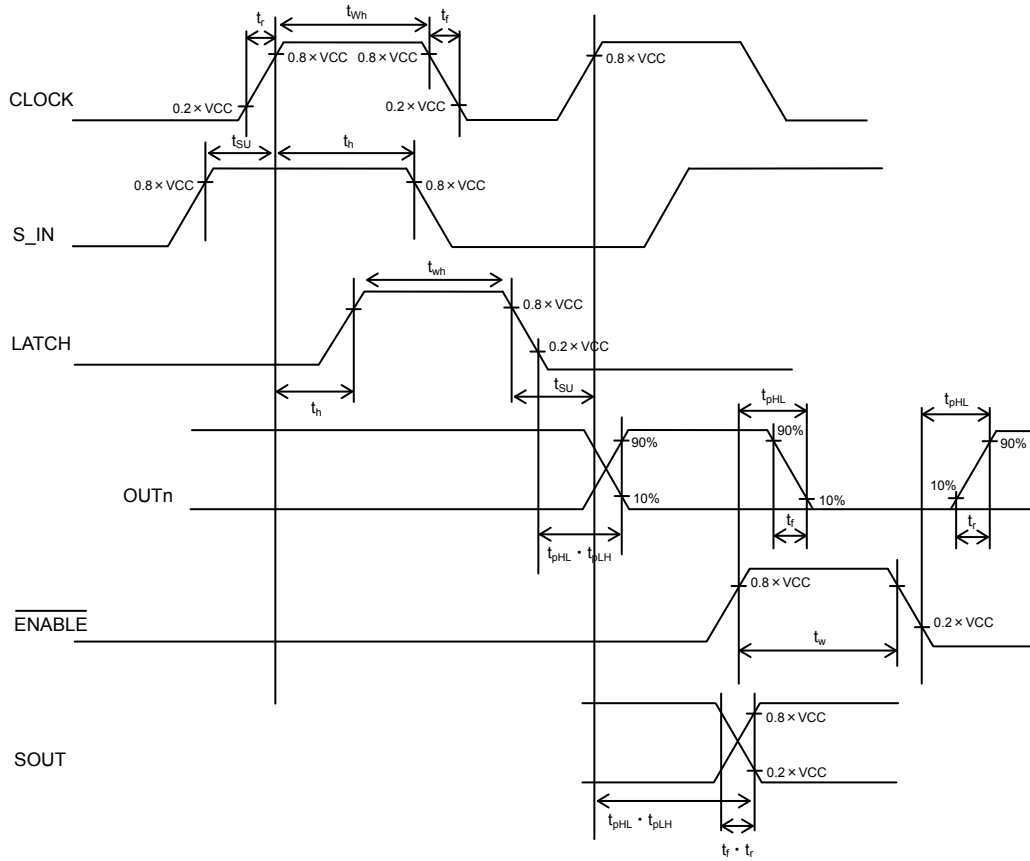 tr
tWh
tf
0.8×VCC 0.8×VCC
0.8×VCC
CLOCK
0.2×VCC
0.2×VCC
tSU
th
0.8×VCC
0.8×VCC
S_IN
twh
0.8×VCC
LATCH
0.2×VCC
th
tSU
tpHL
tpHL
90%
90%
90%
OUTn
10%
10%
10%
tf
tr
tpHL・tpLH
0.8×VCC
ENABLE
0.2×VCC
tw
0.8×VCC
SOUT
0.2×VCC
tpHL・tpLH
tf・tr